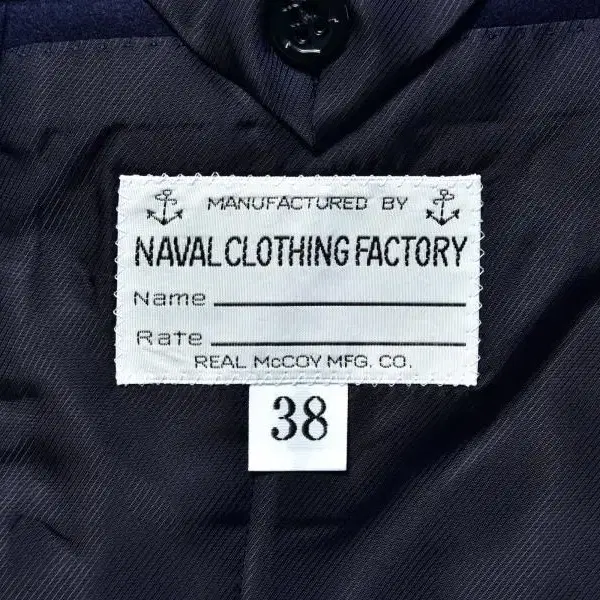 MANUFACTURED BY
NAVAL CLOTHING FACTORY
Name
Rate
REAL McCOY MFG. CO.
38